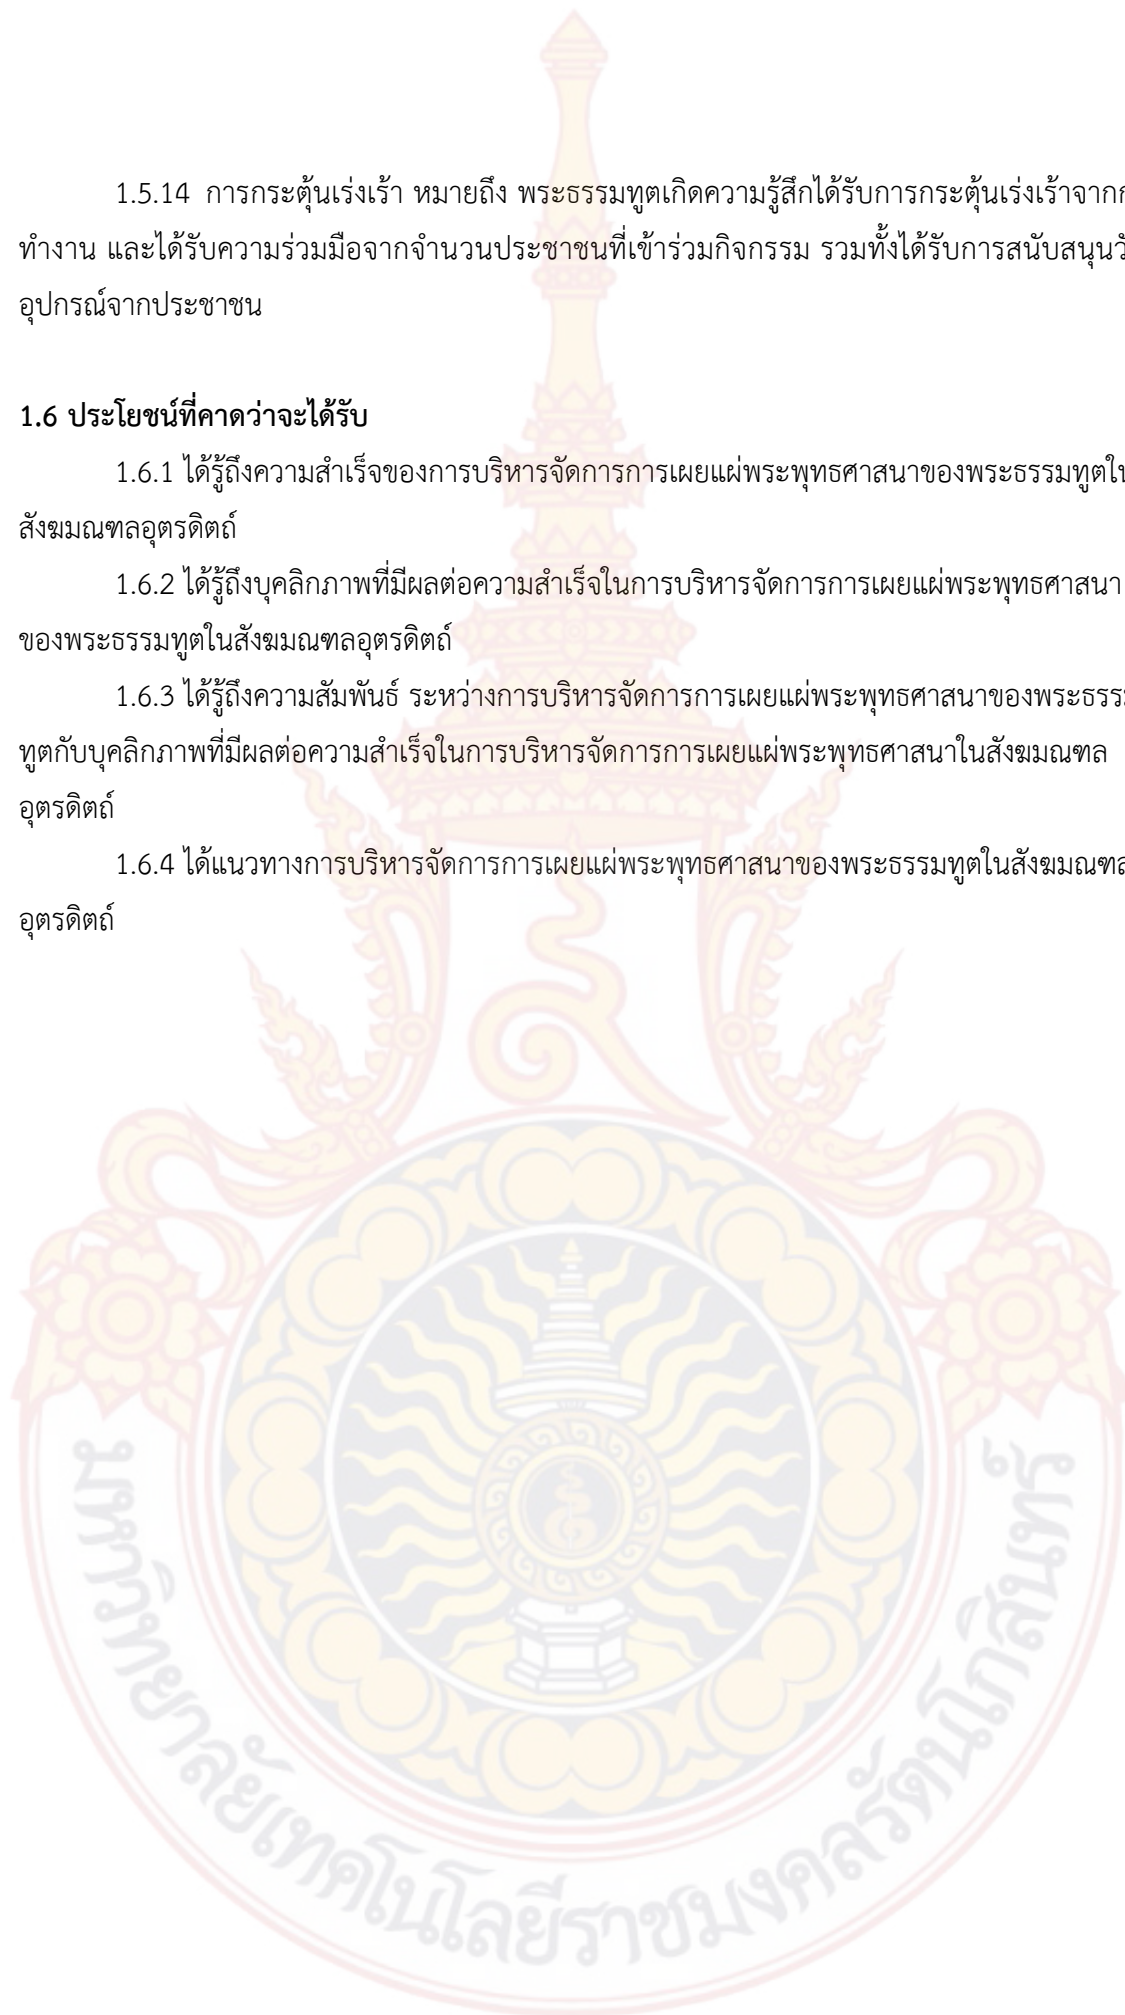 1.5.14 การกระตุ้นเร่งเร้า หมายถึง พระธรรมทูตเกิดความรู้สึกได้รับการกระตุ้นเร่งเร้าจาก
ทำงาน และได้รับความร่วมมือจากจำนวนประชาชนที่เข้าร่วมกิจกรรม รวมทั้งได้รับการสนับสนุน
อุปกรณ์จากประชาชน
1.6 ประโยชน์ที่คาดว่าจะได้รับ
1.6.1 ได้รู้ถึงความสำเร็จของการบริหารจัดการการเผยแผ่พระพุทธศาสนาของพระธรรมทูตใน
สังฆมณฑลอุตรดิตถ์
1.6.2 ได้รู้ถึงบุคลิกภาพที่มีผลต่อความสำเร็จในการบริหารจัดการการเผยแผ่พระพุทธศาสนา
ของพระธรรมทูตในสังฆมณฑลอุตรดิตถ์
1.6.3 ได้รู้ถึงความสัมพันธ์ ระหว่างการบริหารจัดการการเผยแผ่พระพุทธศาสนาของพระธรรม
ทูตกับบุคลิกภาพที่มีผลต่อความสำเร็จในการบริหารจัดการการเผยแผ่พระพุทธศาสนาในสังฆมณฑล
อุตรดิตถ์
1.6.4 ได้แนวทางการบริหารจัดการการเผยแผ่พระพุทธศาสนาของพระธรรมทูตในสังฆมณฑล
อุตรดิตถ์
มหาวิทยาลัยเทคโนโลยีราชมงคลรัตนโกสินทร์